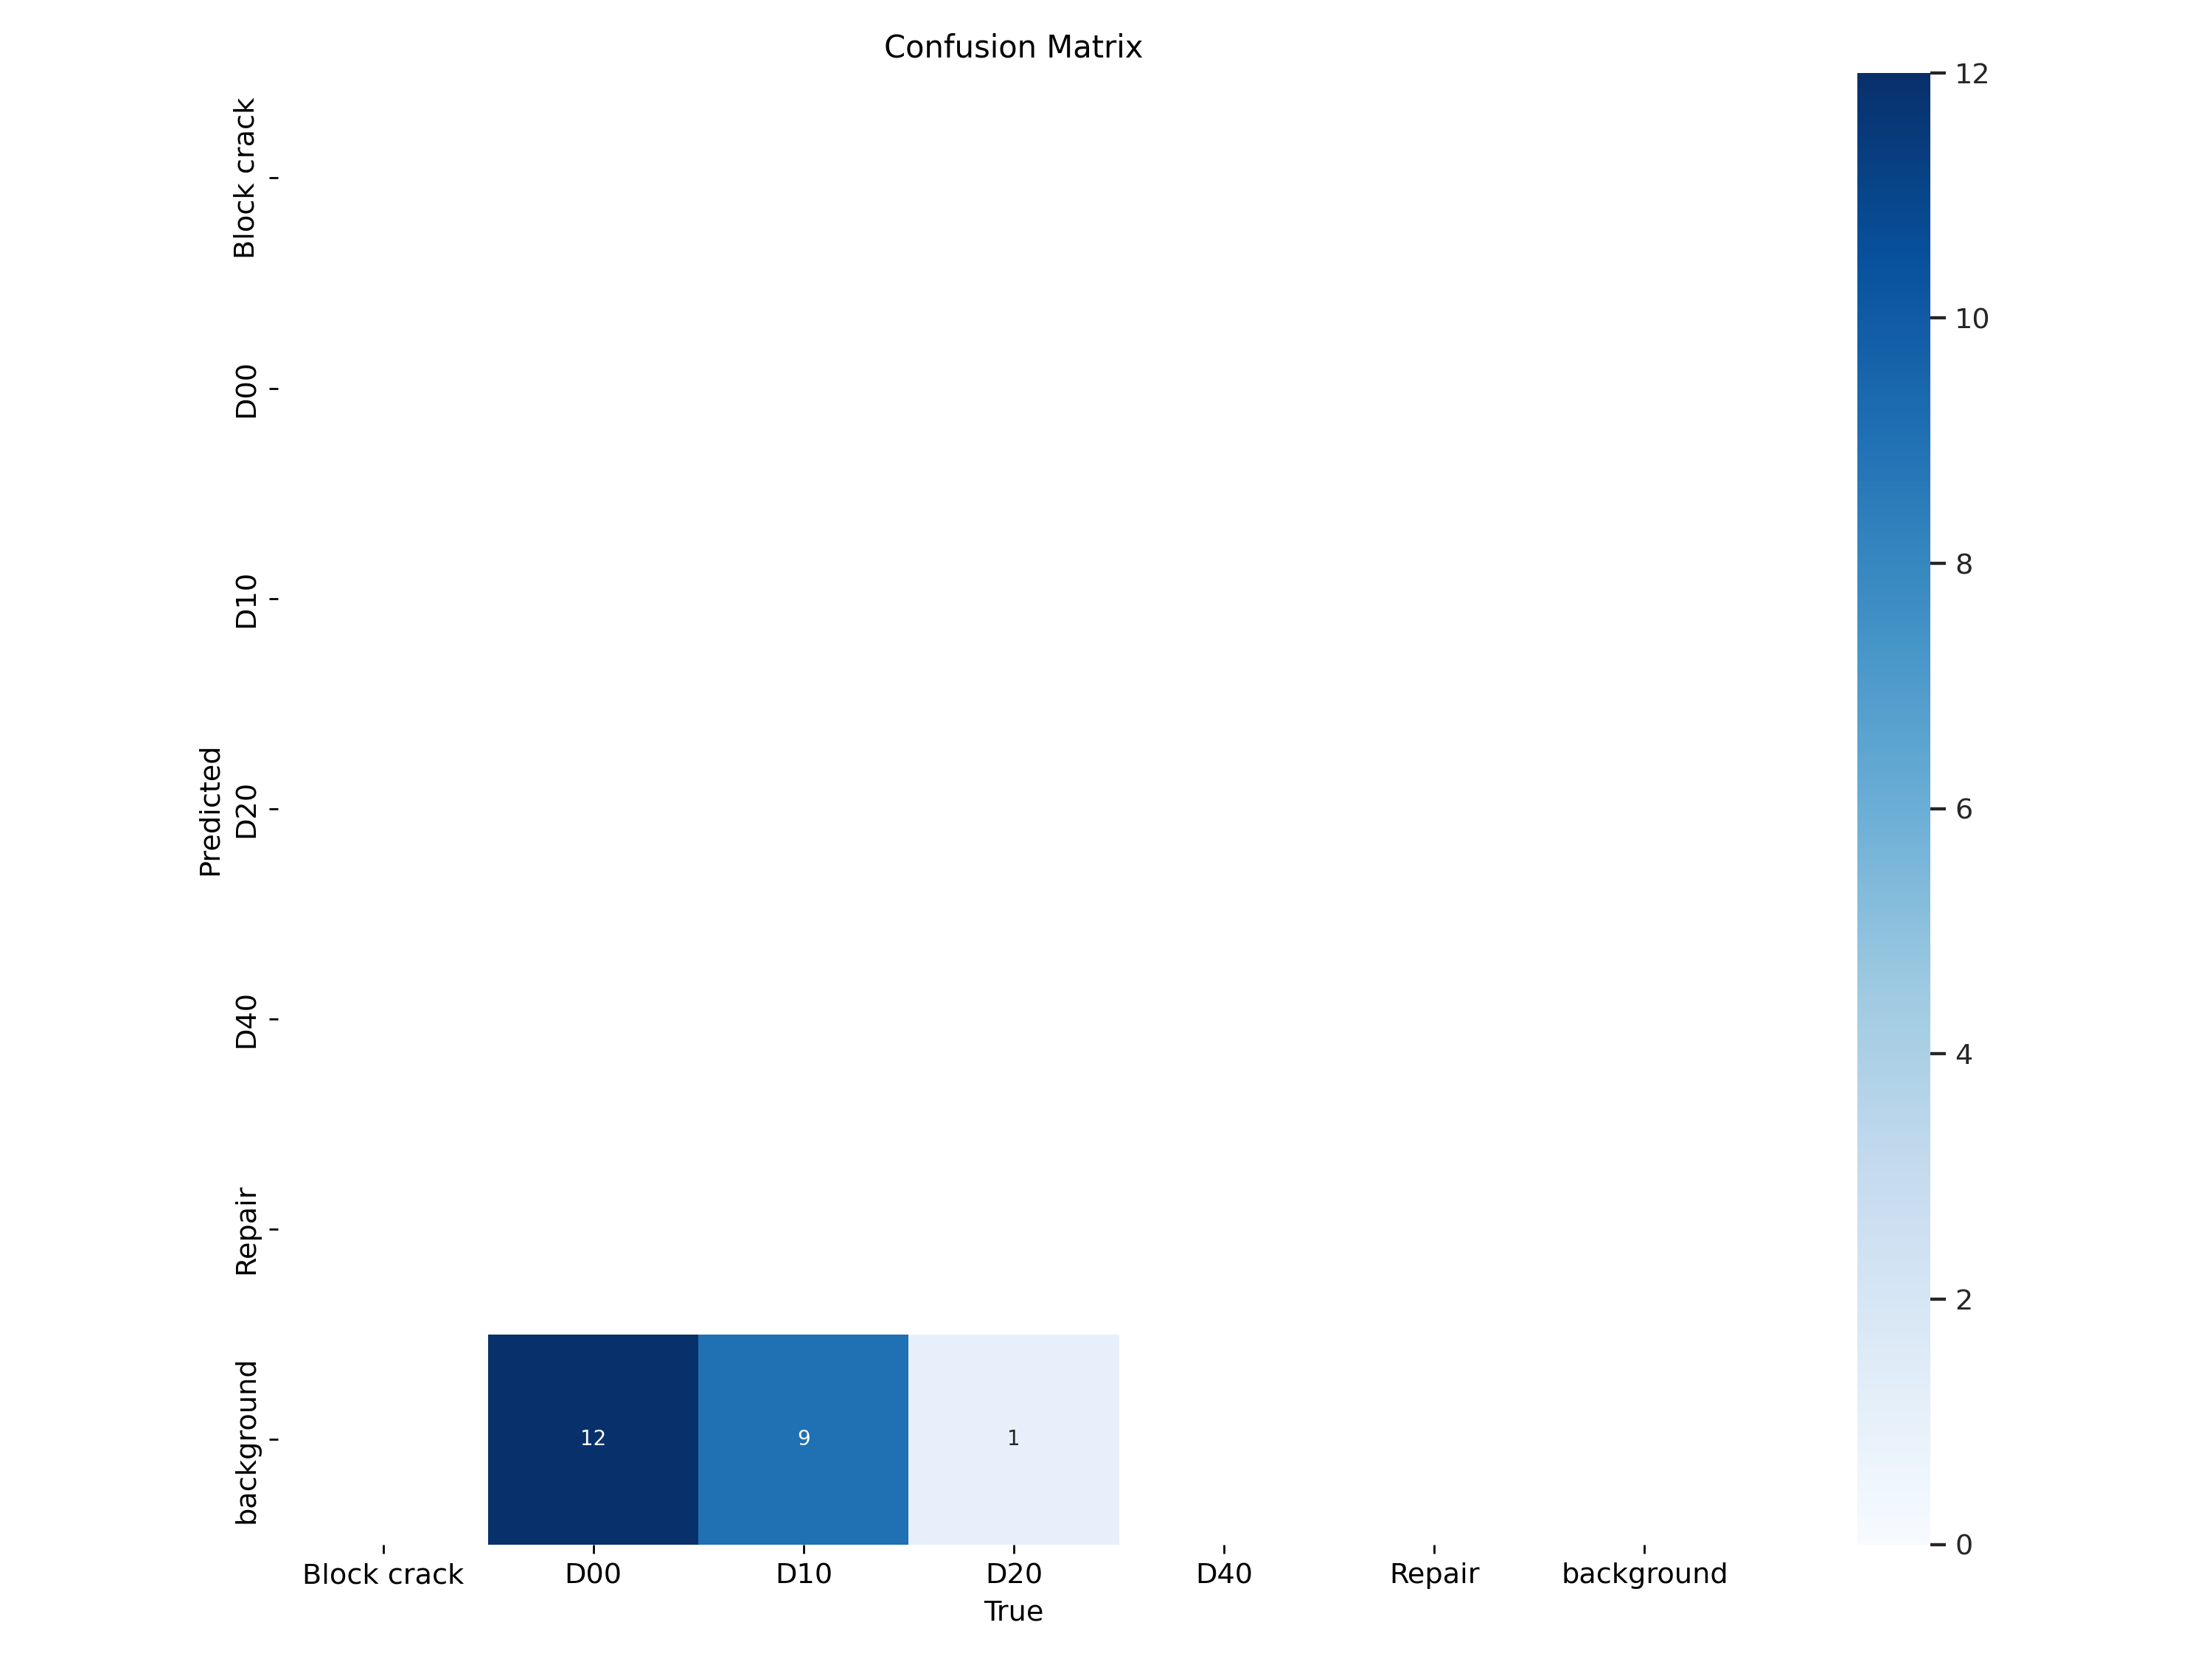 Confusion Matrix
12
10
8
6
4
2
0
Predicted
Block crack
D00
D10
D20
D40
Repair
background
12 9 1
Block crack D00 D10 D20 D40 Repair background
True